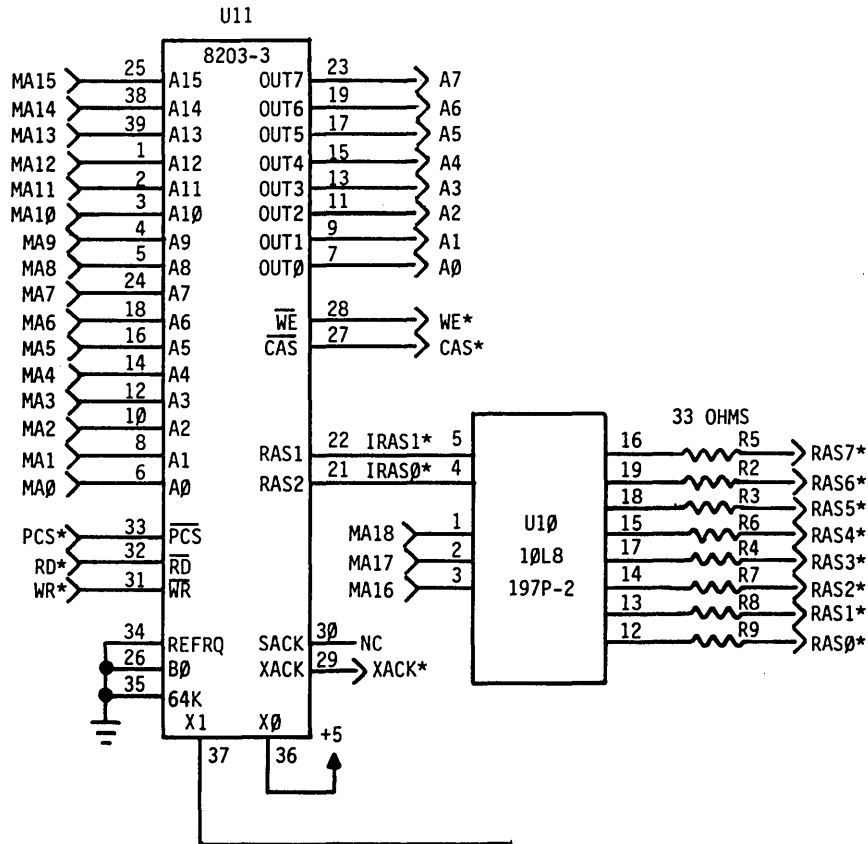 U11
8203-3
MA15 25 A15 OUT7 23 A7
MA14 38 A14 OUT6 19 A6
MA13 39 A13 OUT5 17 A5
MA12 1 A12 OUT4 15 A4
MA11 2 A11 OUT3 13 A3
MA1Ø 3 A1Ø OUT2 11 A2
MA9 4 A9 OUT1 9 A1
MA8 5 A8 OUTØ 7 AØ
MA7 24 A7
MA6 18 A6 WE 28 WE*
MA5 16 A5 CAS 27 CAS*
MA4 14 A4
MA3 12 A3
MA2 1Ø A2
MA1 8 A1 RAS1 22 IRAS1* 5
MAØ 6 AØ RAS2 21 IRASØ* 4
33 OHMS
16 R5 RAS7*
19 R2 RAS6*
18 R3 RAS5*
15 R6 RAS4*
17 R4 RAS3*
14 R7 RAS2*
13 R8 RAS1*
12 R9 RASØ*
MA18 1
MA17 2
MA16 3
U1Ø
1ØL8
197P-2
PCS* 33 PCS
RD* 32 RD
WR* 31 WR
34 REFRQ SACK 3Ø NC
26 BØ XACK 29 XACK*
35 64K
X1 XØ +5
37 36